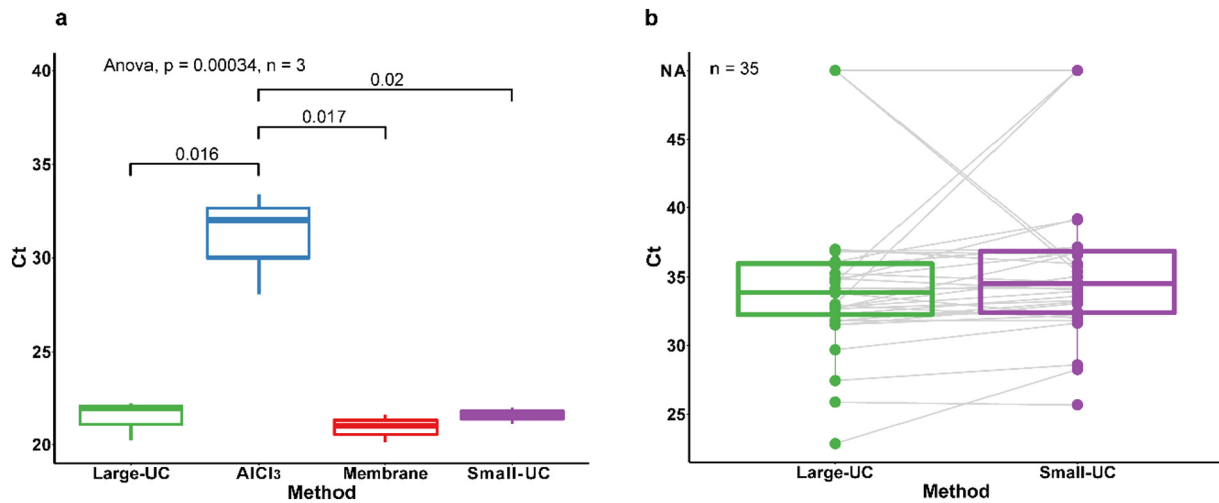 a
Anova, p = 0.00034, n = 3
0.02
0.017
0.016
40
35
30
25
20
Ct
Large-UC
AlCl3
Membrane
Small-UC
Method
b
n = 35
NA
45
40
35
30
25
Ct
Large-UC
Small-UC
Method